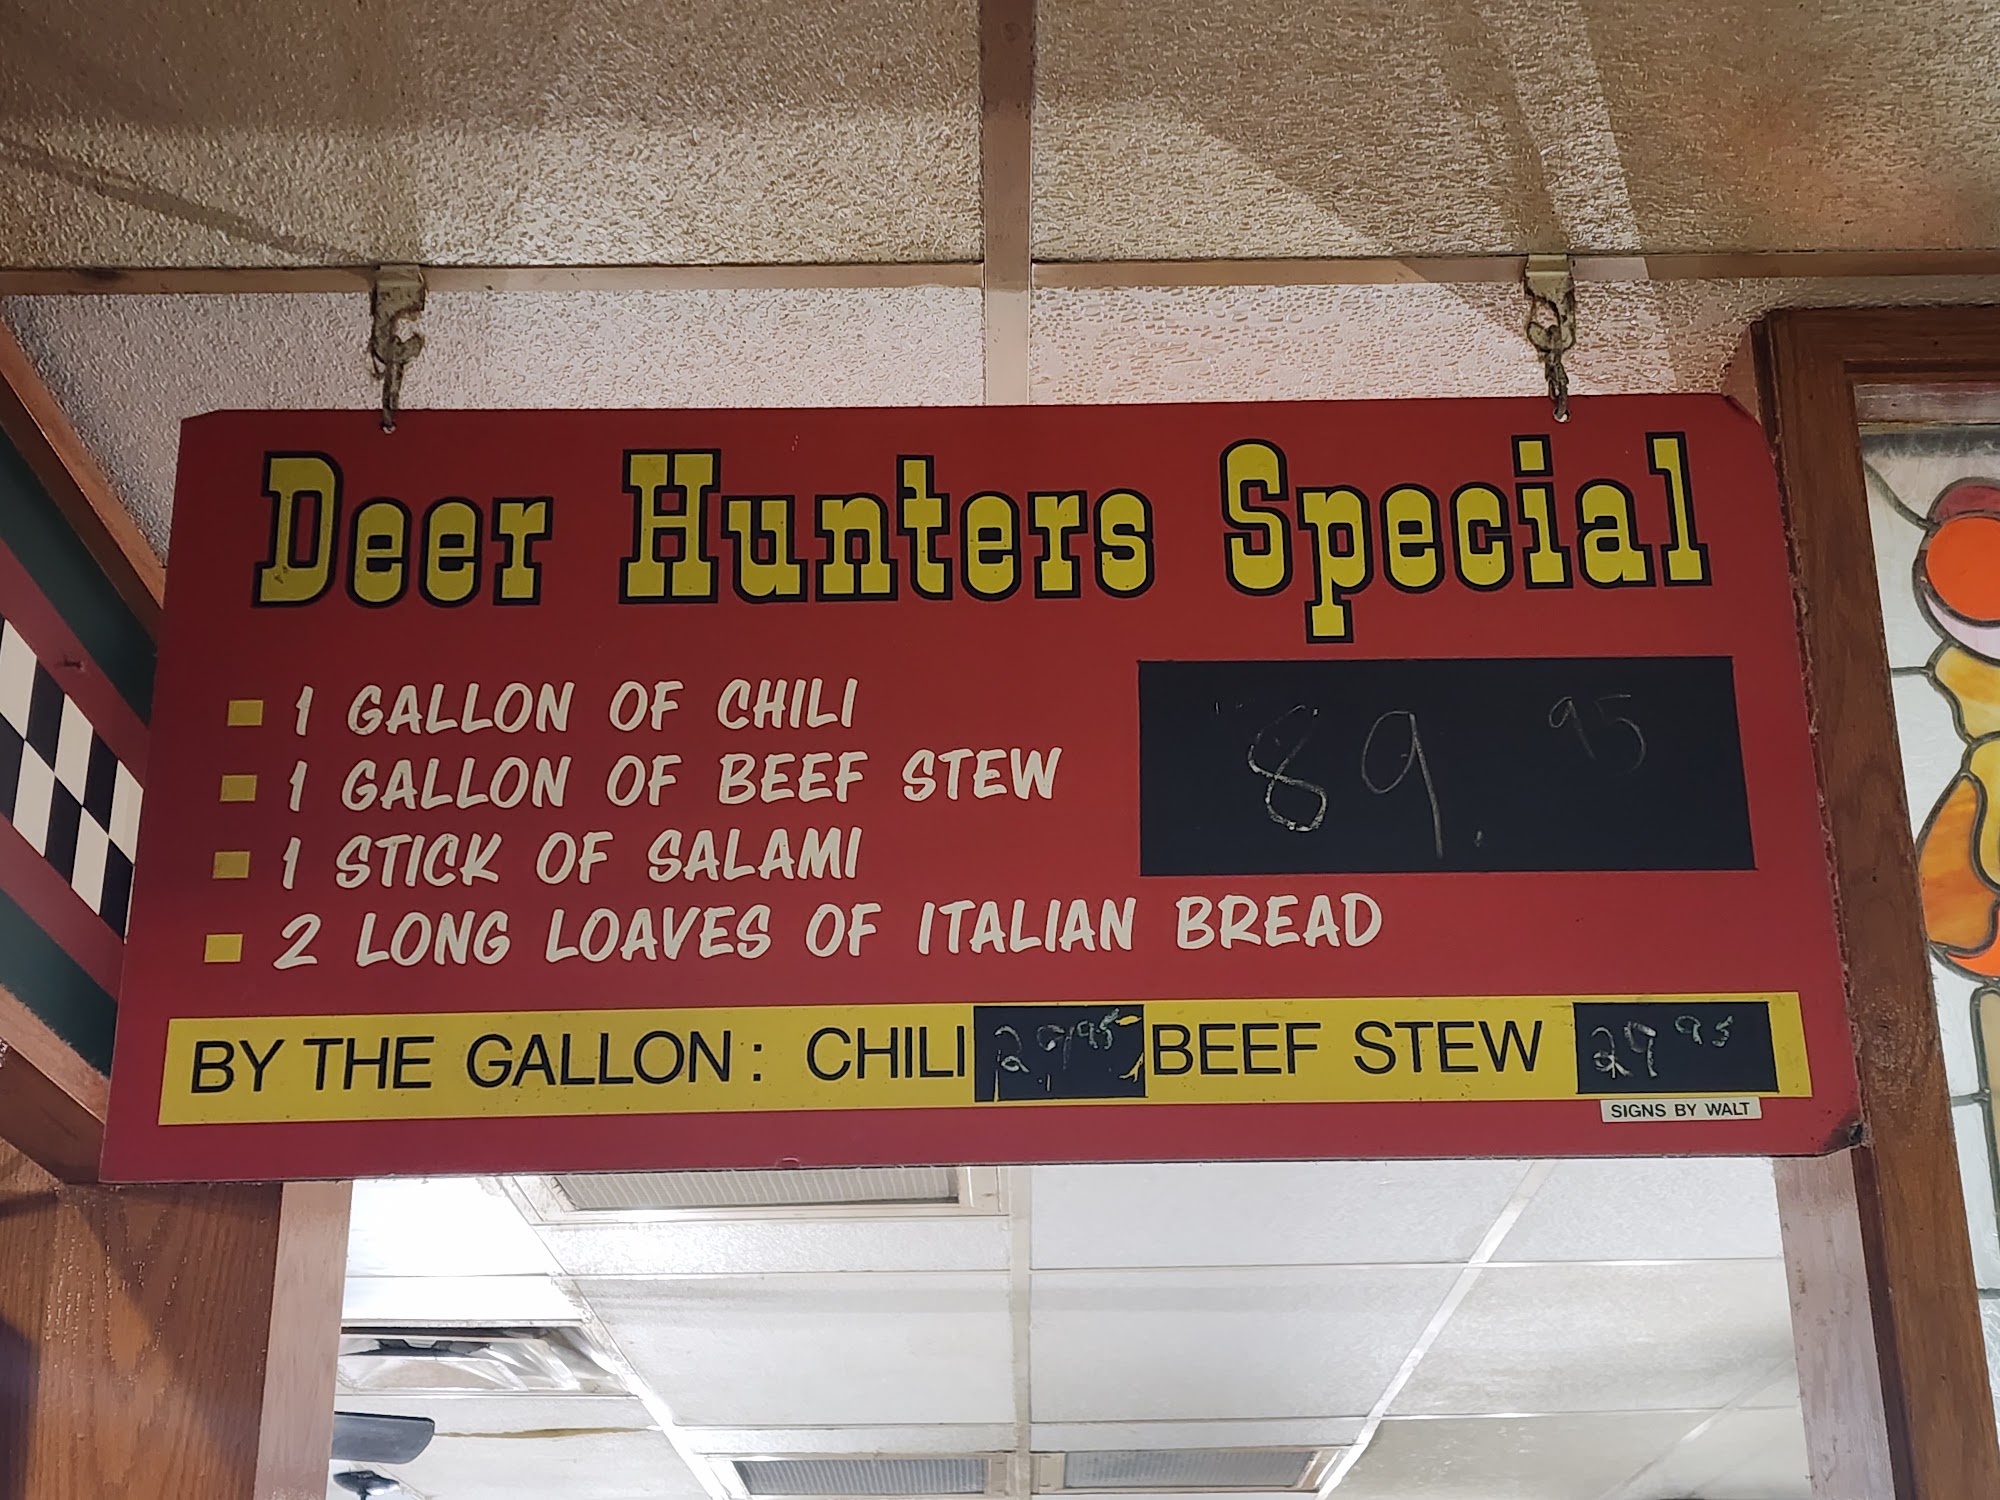 Deer Hunters Special
1 GALLON OF CHILI
1 GALLON OF BEEF STEW
89.95
1 STICK OF SALAMI
2 LONG LOAVES OF ITALIAN BREAD
BY THE GALLON: CHILI 29.95 BEEF STEW 29 95
SIGNS BY WALT